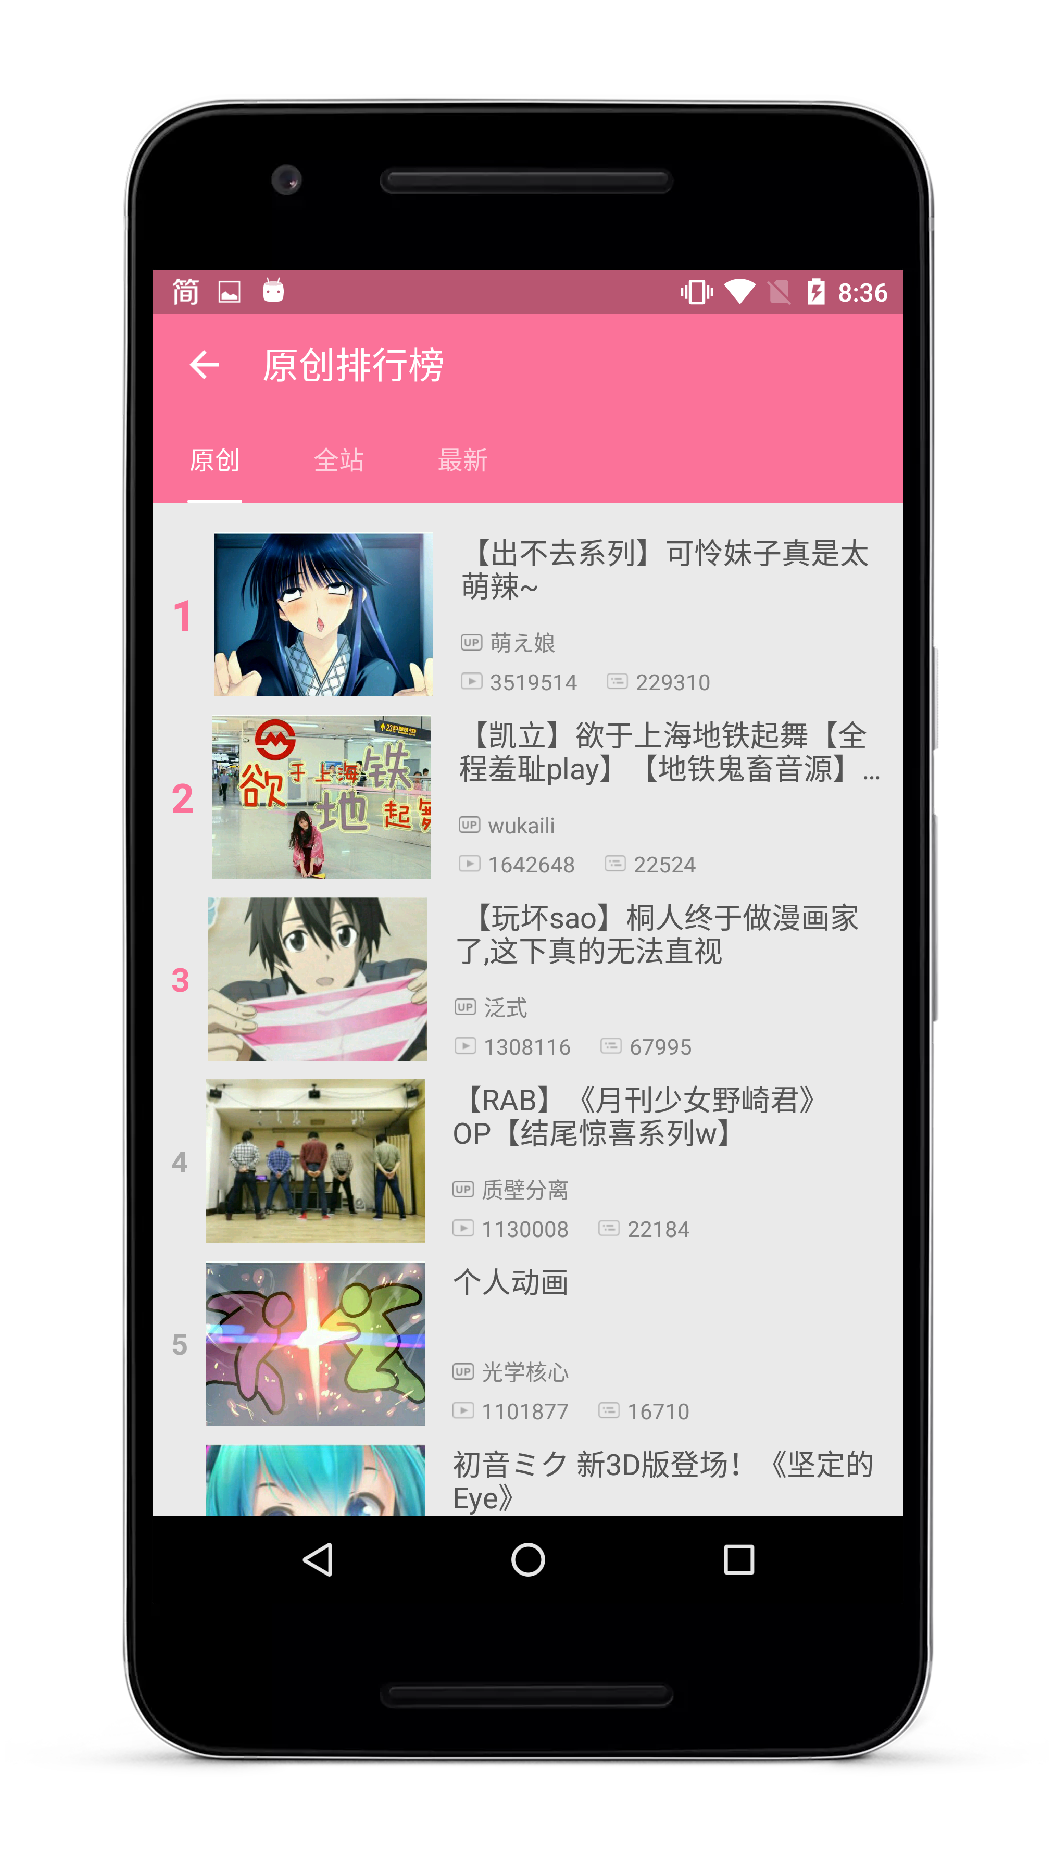 简 8:36
原创排行榜
原创 全站 最新
1
【出不去系列】可怜妹子真是太
萌辣~
UP 萌え娘
3519514 229310
2
欲于上海地铁起舞
【凯立】欲于上海地铁起舞【全
程羞耻play】【地铁鬼畜音源】...
UP wukaili
1642648 22524
3
【玩坏sao】桐人终于做漫画家
了,这下真的无法直视
UP 泛式
1308116 67995
4
【RAB】《月刊少女野崎君》
OP【结尾惊喜系列w】
UP 质壁分离
1130008 22184
5
个人动画
UP 光学核心
1101877 16710
初音ミク 新3D版登场！《坚定的
Eye》